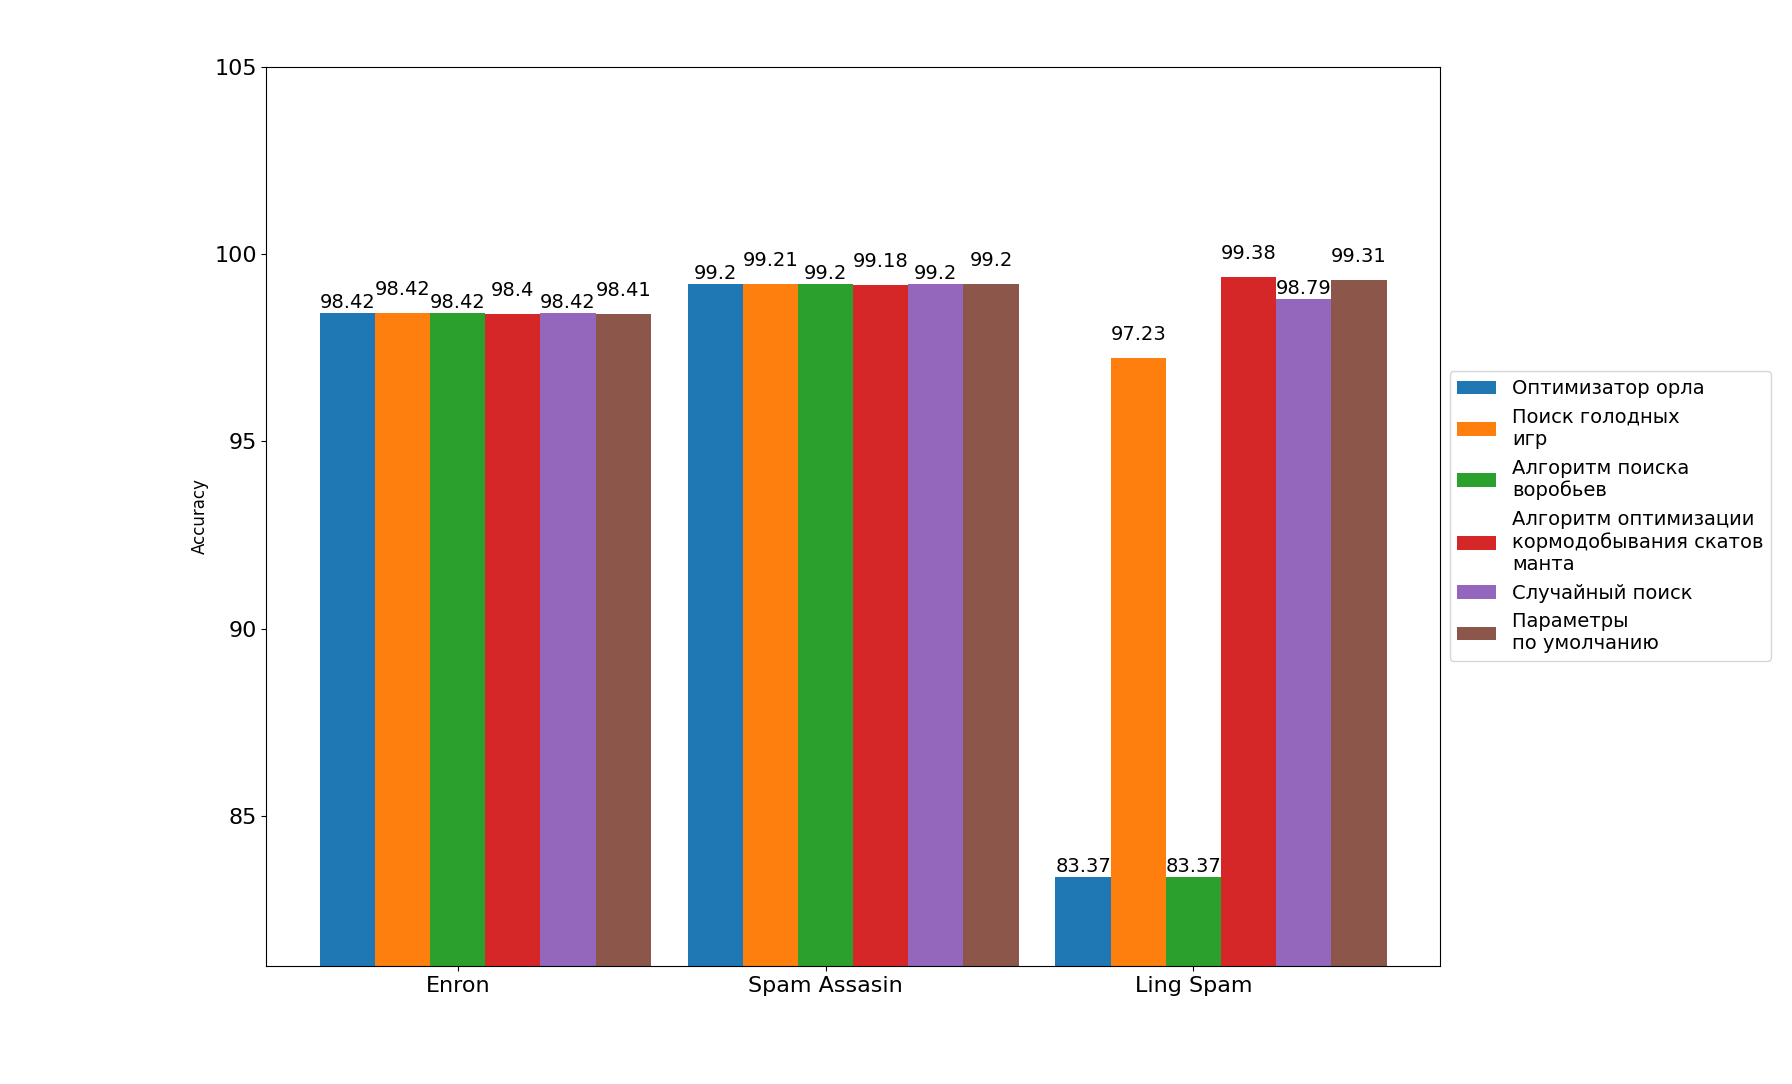 105
100
95
90
85
Accuracy
98.42
98.42
98.42
98.4
98.42
98.41
99.2
99.21
99.2
99.18
99.2
99.2
83.37
97.23
83.37
99.38
98.79
99.31
Enron
Spam Assasin
Ling Spam
Оптимизатор орла
Поиск голодных
игр
Алгоритм поиска
воробьев
Алгоритм оптимизации
кормодобывания скатов
манта
Случайный поиск
Параметры
по умолчанию